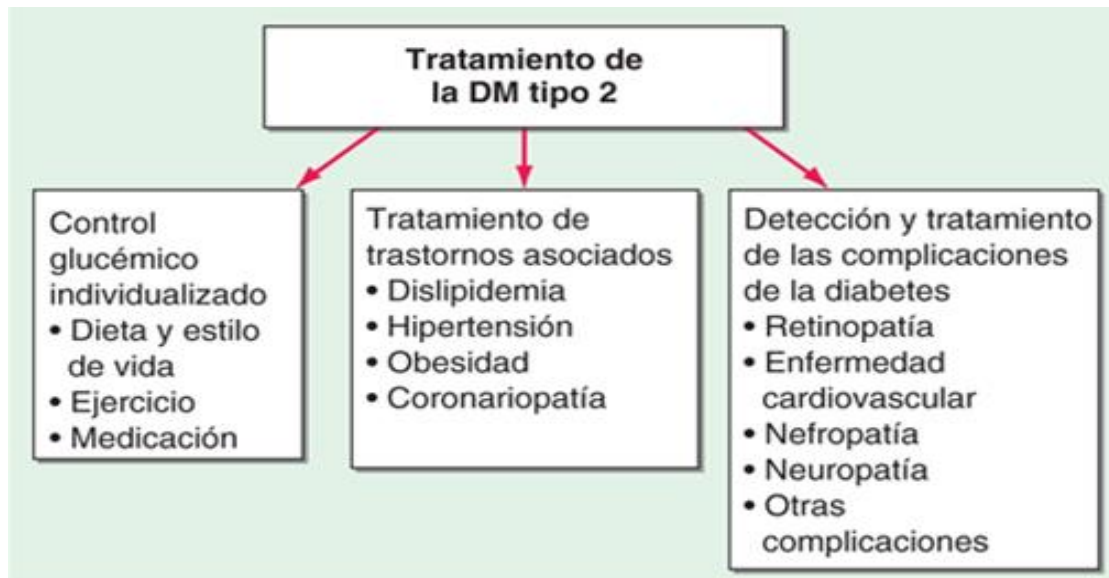 Tratamiento de
la DM tipo 2
Control
glucémico
individualizado
• Dieta y estilo
de vida
• Ejercicio
• Medicación
Tratamiento de
trastornos asociados
• Dislipidemia
• Hipertensión
• Obesidad
• Coronariopatía
Detección y tratamiento
de las complicaciones
de la diabetes
• Retinopatía
• Enfermedad
cardiovascular
• Nefropatía
• Neuropatía
• Otras
complicaciones